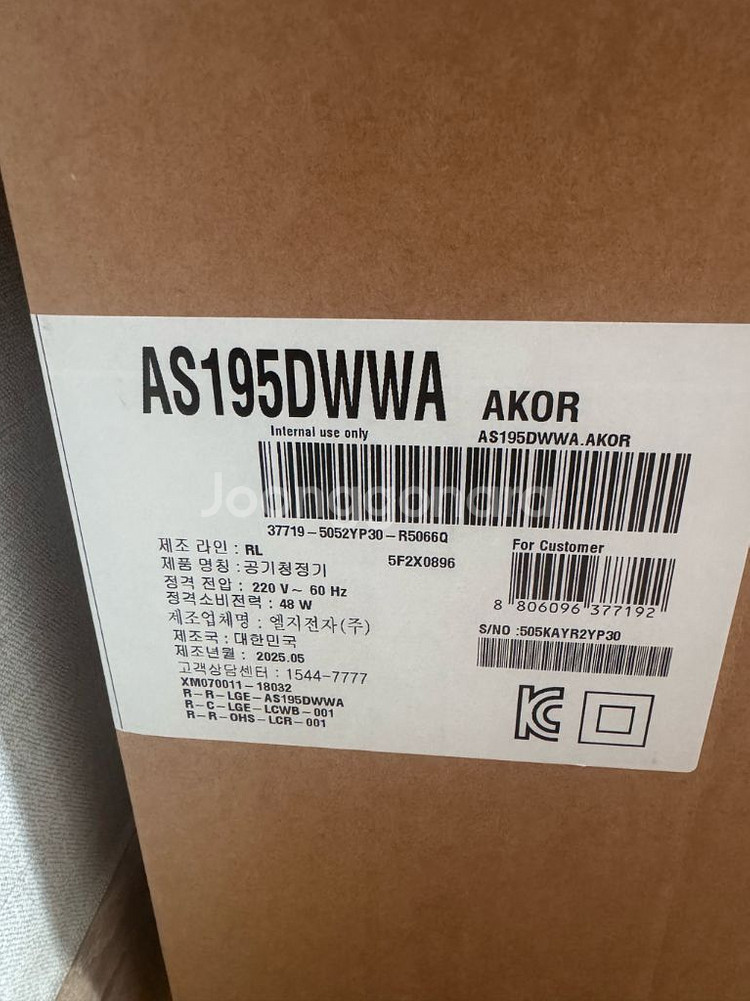 AS195DWWA AKOR
Internal use only
AS195DWWA.AKOR
Joonggonara
37719-5052YP30-R5066Q
5F2X0896
제조 라인 : RL
제품 명칭 : 공기청정기
정격 전압 : 220 V ~ 60 Hz
정격소비전력 : 48 W
제조업체명 : 엘지전자(주)
제조국 : 대한민국
제조년월 : 2025.05
고객상담센터 : 1544-7777
XM070011-18032
R-R-LGE-AS195DWWA
R-C-LGE-LCWB-001
R-R-OHS-LCR-001
For Customer
8 806096 377192
S/NO :505KAYR2YP30